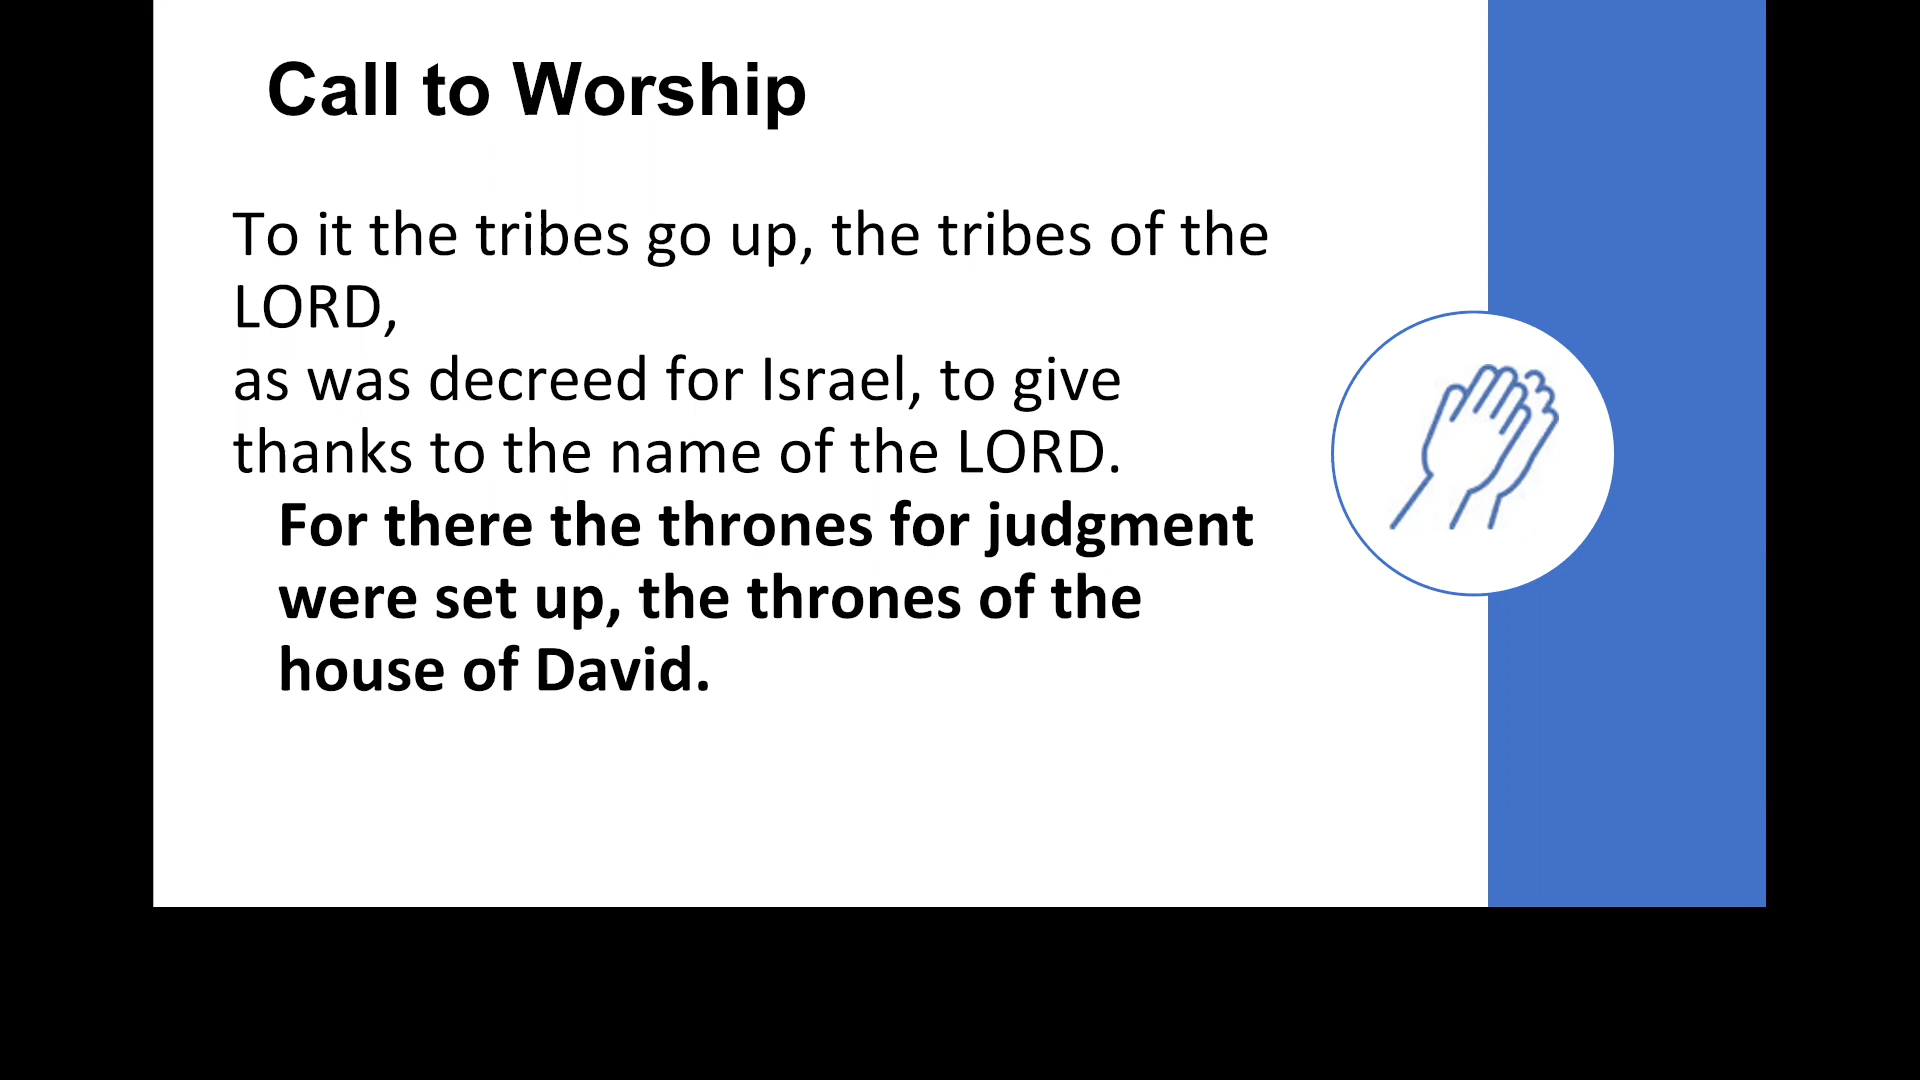 Call to Worship
To it the tribes go up, the tribes of the
LORD,
as was decreed for Israel, to give
thanks to the name of the LORD.
For there the thrones for judgment
were set up, the thrones of the
house of David.